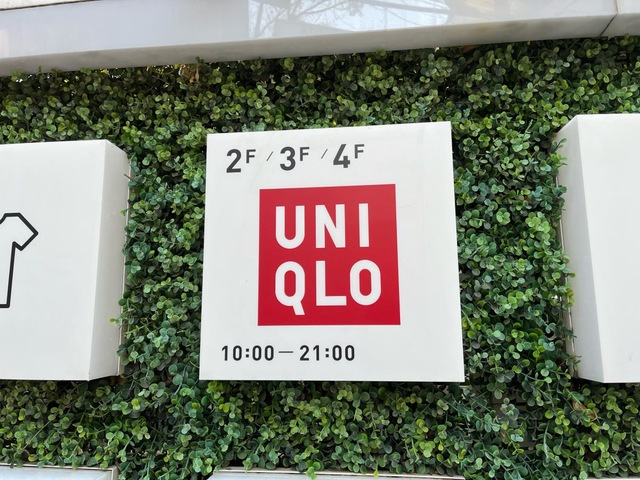 2F / 3F / 4F
UNI
QLO
10:00—21:00